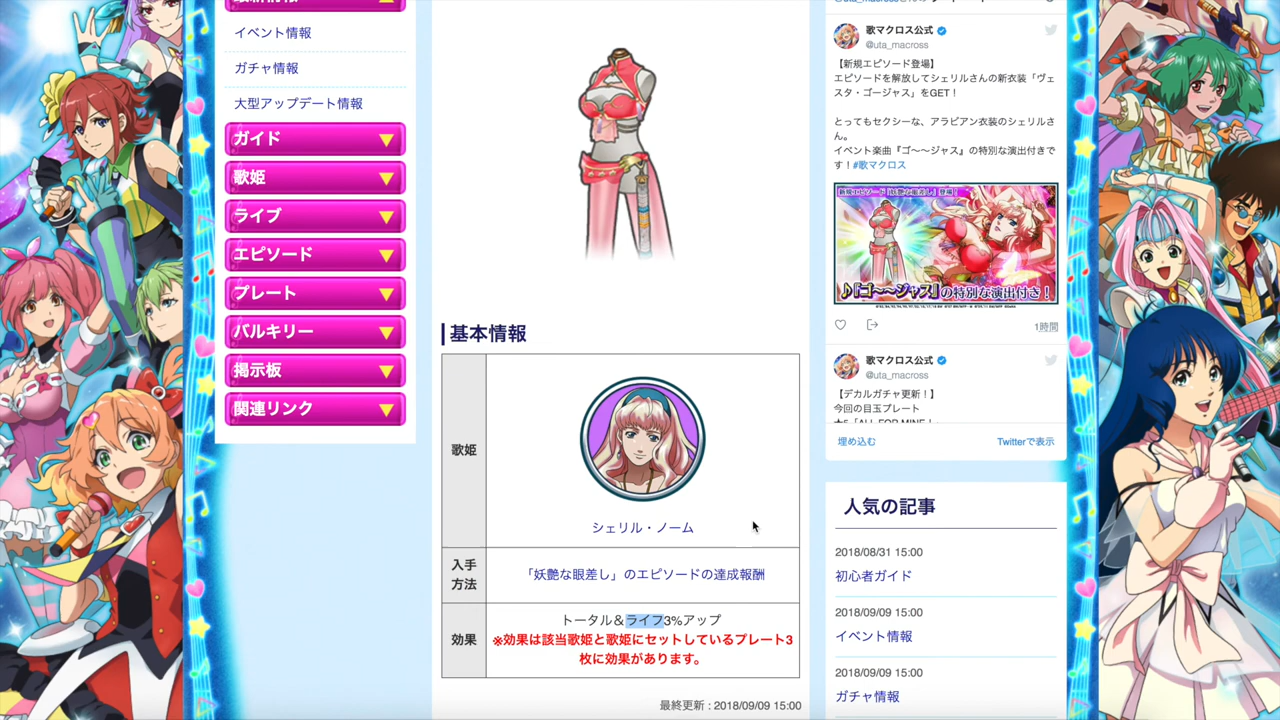 イベント情報
ガチャ情報
大型アップデート情報
ガイド
歌姫
ライブ
エピソード
プレート
バルキリー
掲示板
関連リンク
基本情報
歌姫
シェリル・ノーム
入手
方法
「妖艶な眼差し」のエピソードの達成報酬
効果
トータル＆ライフ3%アップ
※効果は該当歌姫と歌姫にセットしているプレート3
枚に効果があります。
最終更新 : 2018/09/09 15:00
歌マクロス公式
@uta_macross
【新規エピソード登場】
エピソードを解放してシェリルさんの新衣装「ヴェ
スタ・ゴージャス」をGET！
とってもセクシーな、アラビアン衣装のシェリルさ
ん。
イベント楽曲『ゴ〜〜ジャス』の特別な演出付きで
す！#歌マクロス
新規エピソード「妖艶な眼差し」登場！
♪『ゴ〜〜ジャス』の特別な演出付き！
1時間
歌マクロス公式
@uta_macross
【デカルガチャ更新！】
今回の目玉プレート
埋め込む
Twitterで表示
人気の記事
2018/08/31 15:00
初心者ガイド
2018/09/09 15:00
イベント情報
2018/09/09 15:00
ガチャ情報